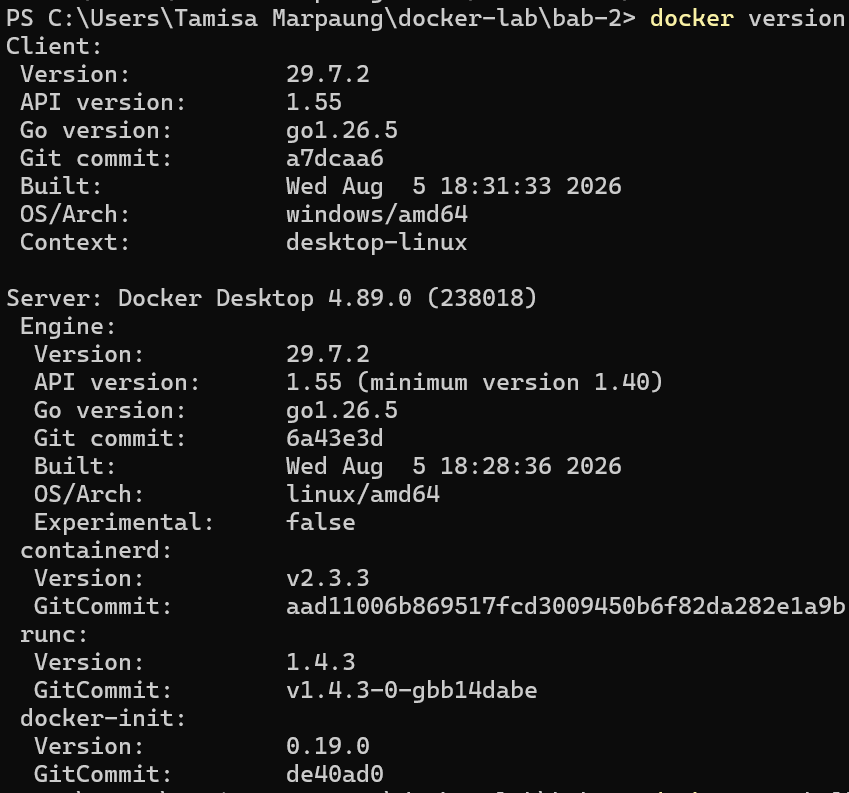 PS C:\Users\Tamisa Marpaung\docker-lab\bab-2> docker version
Client:
 Version:           29.7.2
 API version:       1.55
 Go version:        go1.26.5
 Git commit:        a7dcaa6
 Built:             Wed Aug  5 18:31:33 2026
 OS/Arch:           windows/amd64
 Context:           desktop-linux

Server: Docker Desktop 4.89.0 (238018)
 Engine:
  Version:          29.7.2
  API version:      1.55 (minimum version 1.40)
  Go version:       go1.26.5
  Git commit:       6a43e3d
  Built:            Wed Aug  5 18:28:36 2026
  OS/Arch:          linux/amd64
  Experimental:     false
 containerd:
  Version:          v2.3.3
  GitCommit:        aad11006b869517fcd3009450b6f82da282e1a9b
 runc:
  Version:          1.4.3
  GitCommit:        v1.4.3-0-gbb14dabe
 docker-init:
  Version:          0.19.0
  GitCommit:        de40ad0